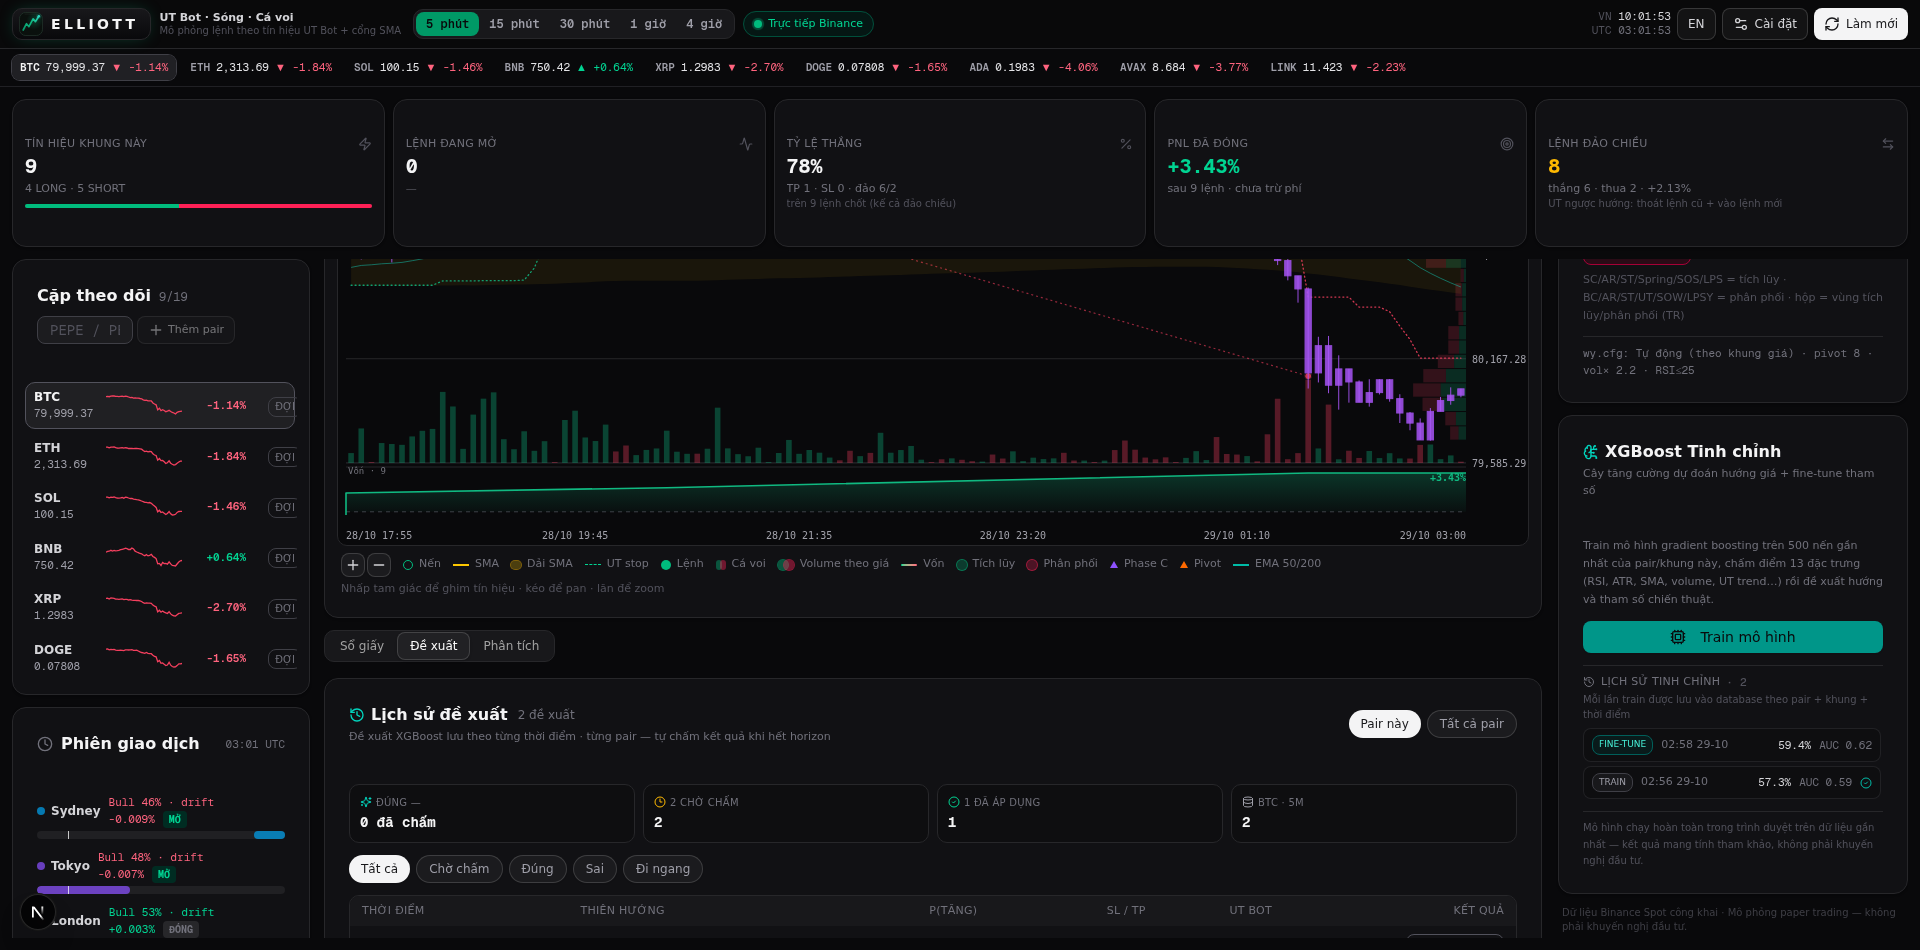 ELLIOTT
UT Bot · Sóng · Cá voi
Mô phỏng lệnh theo tín hiệu UT Bot + cổng SMA
5 phút 15 phút 30 phút 1 giờ 4 giờ
Trực tiếp Binance
VN 10:01:53
UTC 03:01:53
EN
Cài đặt
Làm mới
BTC 79,999.37 ▼ -1.14% ETH 2,313.69 ▼ -1.84% SOL 100.15 ▼ -1.46% BNB 750.42 ▲ +0.64% XRP 1.2983 ▼ -2.70% DOGE 0.07808 ▼ -1.65% ADA 0.1983 ▼ -4.06% AVAX 8.684 ▼ -3.77% LINK 11.423 ▼ -2.23%
TÍN HIỆU KHUNG NÀY
9
4 LONG · 5 SHORT
LỆNH ĐANG MỞ
0
—
TỶ LỆ THẮNG
78%
TP 1 · SL 0 · đảo 6/2
trên 9 lệnh chốt (kể cả đảo chiều)
PNL ĐÃ ĐÓNG
+3.43%
sau 9 lệnh · chưa trừ phí
LỆNH ĐẢO CHIỀU
8
thắng 6 · thua 2 · +2.13%
UT ngược hướng: thoát lệnh cũ + vào lệnh mới
Cặp theo dõi 9/19
PEPE / PI
Thêm pair
BTC
79,999.37
-1.14%
ĐỢI
ETH
2,313.69
-1.84%
ĐỢI
SOL
100.15
-1.46%
ĐỢI
BNB
750.42
+0.64%
ĐỢI
XRP
1.2983
-2.70%
ĐỢI
DOGE
0.07808
-1.65%
ĐỢI
Phiên giao dịch 03:01 UTC
Sydney
Bull 46% · drift
-0.009% MỞ
Tokyo
Bull 48% · drift
-0.007% MỞ
London
Bull 53% · drift
+0.003% ĐÓNG
80,167.28
79,585.29
Vốn · 9
+3.43%
28/10 17:55 28/10 19:45 28/10 21:35 28/10 23:20 29/10 01:10 29/10 03:00
Nến SMA Dải SMA UT stop Lệnh Cá voi Volume theo giá Vốn Tích lũy Phân phối Phase C Pivot EMA 50/200
Nhấp tam giác để ghim tín hiệu · kéo để pan · lăn để zoom
Sổ giấy Đề xuất Phân tích
Lịch sử đề xuất 2 đề xuất
Đề xuất XGBoost lưu theo từng thời điểm · từng pair — tự chấm kết quả khi hết horizon
Pair này Tất cả pair
ĐÚNG —
0 đã chấm
2 CHỜ CHẤM
2
1 ĐÃ ÁP DỤNG
1
BTC · 5M
2
Tất cả Chờ chấm Đúng Sai Đi ngang
THỜI ĐIỂM THIÊN HƯỚNG P(TĂNG) SL / TP UT BOT KẾT QUẢ
SC/AR/ST/Spring/SOS/LPS = tích lũy ·
BC/AR/ST/UT/SOW/LPSY = phân phối · hộp = vùng tích
lũy/phân phối (TR)
wy.cfg: Tự động (theo khung giá) · pivot 8 ·
vol× 2.2 · RSI≤25
XGBoost Tinh chỉnh
Cây tăng cường dự đoán hướng giá + fine-tune tham
số
Train mô hình gradient boosting trên 500 nến gần
nhất của pair/khung này, chấm điểm 13 đặc trưng
(RSI, ATR, SMA, volume, UT trend…) rồi đề xuất hướng
và tham số chiến thuật.
Train mô hình
LỊCH SỬ TINH CHỈNH · 2
Mỗi lần train được lưu vào database theo pair + khung +
thời điểm
FINE-TUNE 02:58 29-10 59.4% AUC 0.62
TRAIN 02:56 29-10 57.3% AUC 0.59
Mô hình chạy hoàn toàn trong trình duyệt trên dữ liệu gần
nhất — kết quả mang tính tham khảo, không phải khuyến
nghị đầu tư.
Dữ liệu Binance Spot công khai · Mô phỏng paper trading — không
phải khuyến nghị đầu tư.